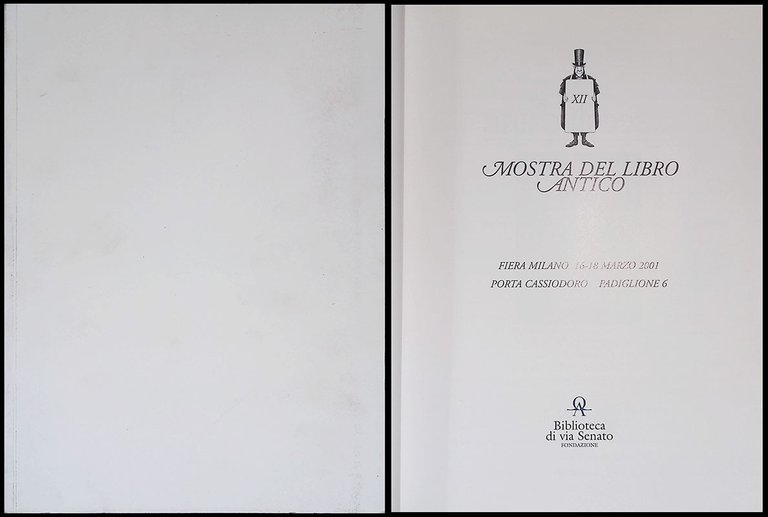 XII
MOSTRA DEL LIBRO
ANTICO
FIERA MILANO 16-18 MARZO 2001
PORTA CASSIODORO PADIGLIONE 6
Biblioteca
di via Senato
FONDAZIONE